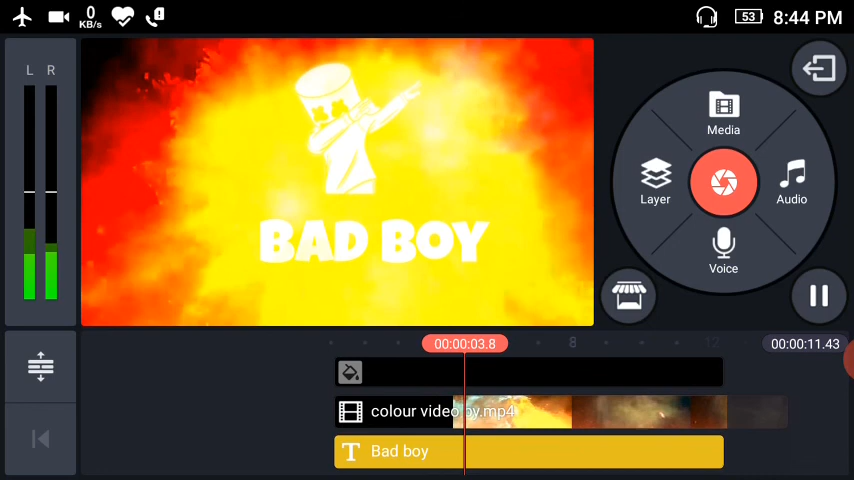 0
KB/s
53
8:44 PM
L R
BAD BOY
Media
Layer
Audio
Voice
00:00:03.8
8
12
00:00:11.43
colour video by.mp4
T Bad boy